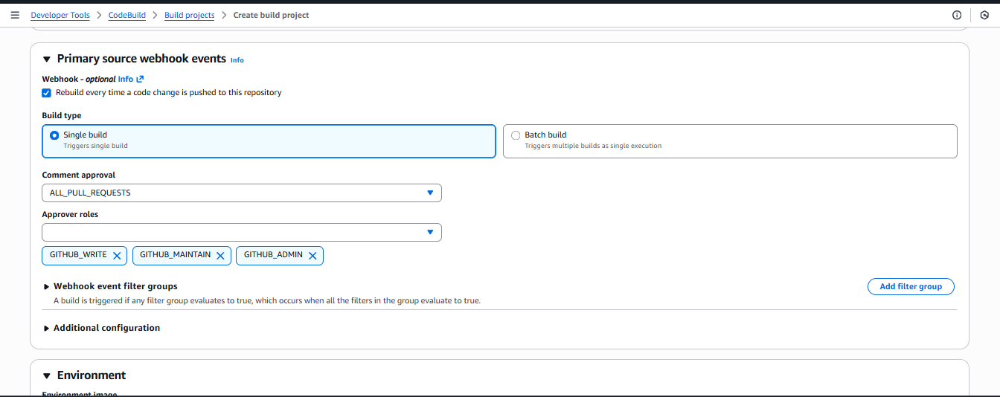 Developer Tools > CodeBuild > Build projects > Create build project
Primary source webhook events Info
Webhook - optional Info
Rebuild every time a code change is pushed to this repository
Build type
Single build
Triggers single build
Batch build
Triggers multiple builds as single execution
Comment approval
ALL_PULL_REQUESTS
Approver roles
GITHUB_WRITE GITHUB_MAINTAIN GITHUB_ADMIN
Webhook event filter groups
Add filter group
A build is triggered if any filter group evaluates to true, which occurs when all the filters in the group evaluate to true.
Additional configuration
Environment
Environment image